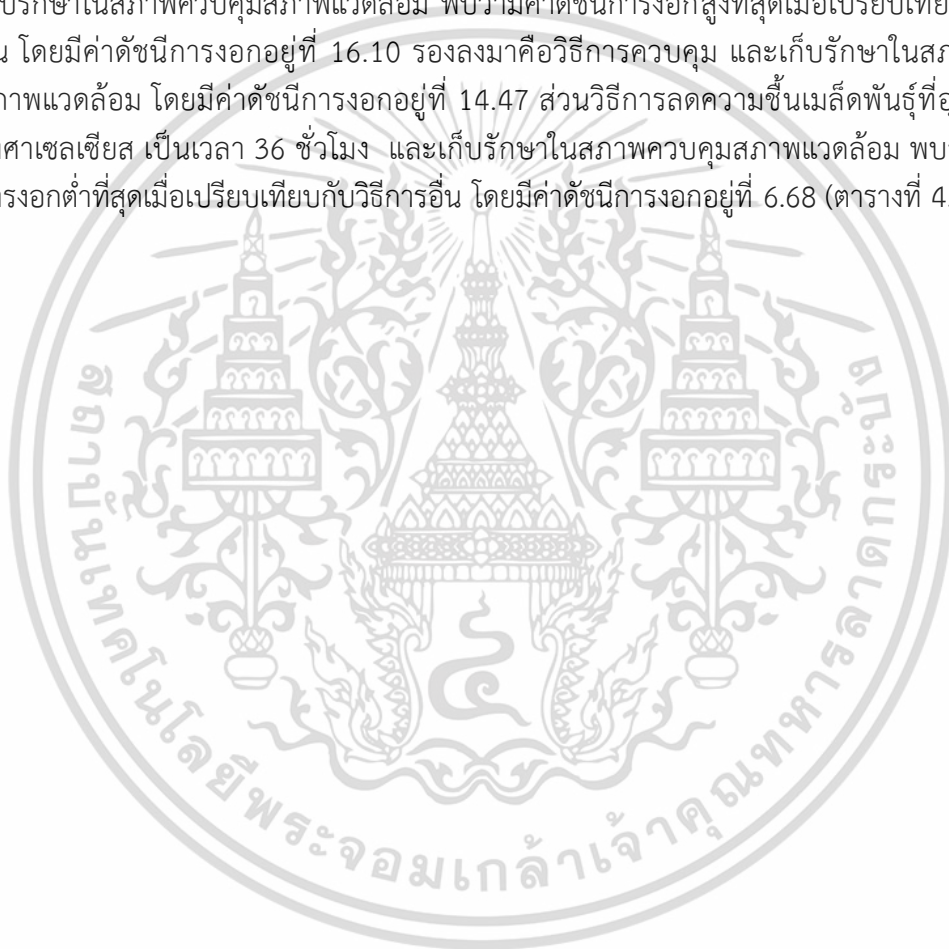 บรักษาในสภาพควบคุมสภาพแวดล้อม พบว่ามีค่าดัชนีการงอกสูงที่สุดเมื่อเปรียบเทีย
น โดยมีค่าดัชนีการงอกอยู่ที่ 16.10 รองลงมาคือวิธีการควบคุม และเก็บรักษาในสภ
ภาพแวดล้อม โดยมีค่าดัชนีการงอกอยู่ที่ 14.47 ส่วนวิธีการลดความชื้นเมล็ดพันธุ์ที่อุ
ศาเซลเซียส เป็นเวลา 36 ชั่วโมง และเก็บรักษาในสภาพควบคุมสภาพแวดล้อม พบ
รงอกต่ำที่สุดเมื่อเปรียบเทียบกับวิธีการอื่น โดยมีค่าดัชนีการงอกอยู่ที่ 6.68 (ตารางที่ 4
สถาบันเทคโนโลยีพระจอมเกล้าเจ้าคุณทหารลาดกระบัง